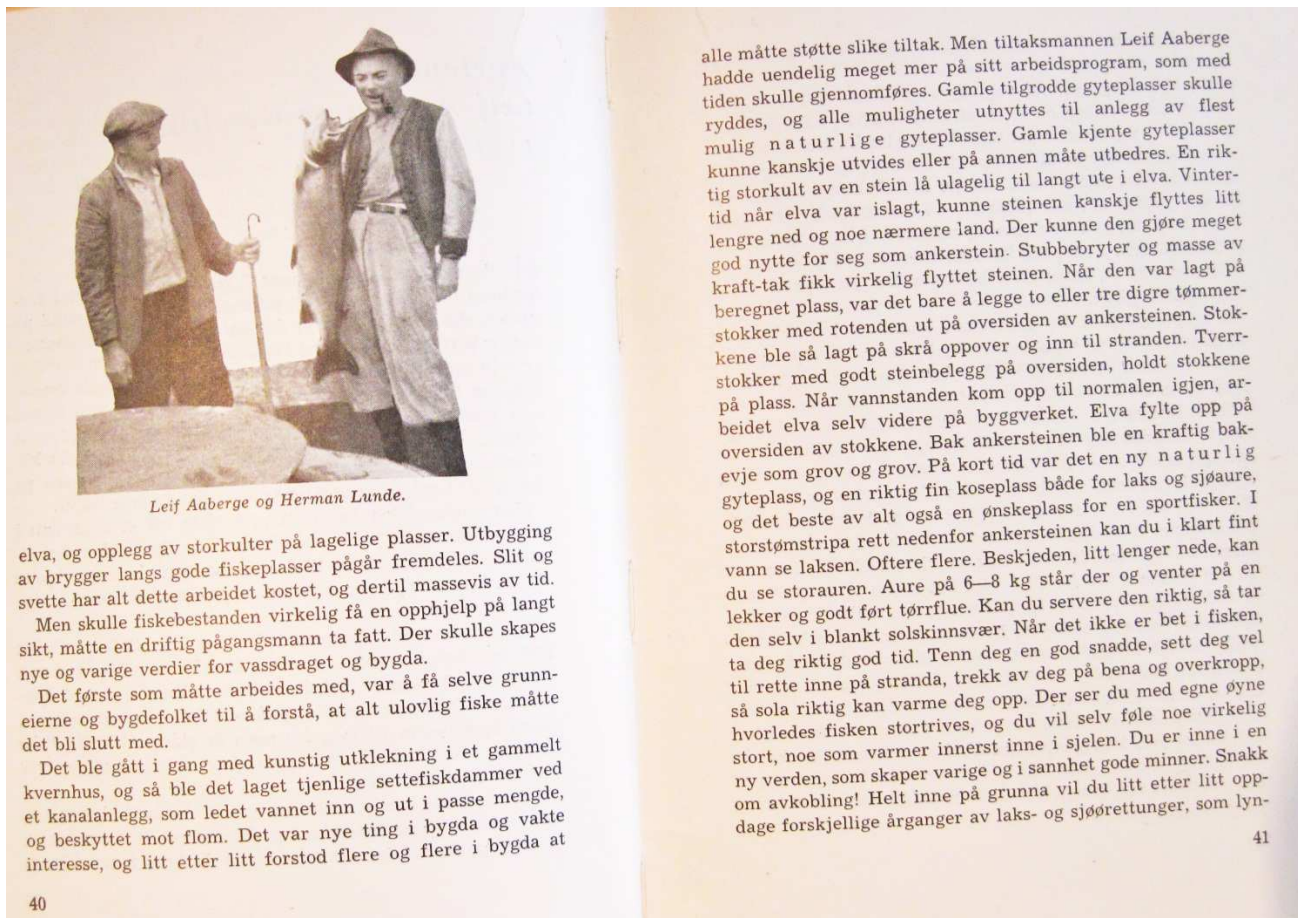 Leif Aaberge og Herman Lunde.
elva, og opplegg av storkulter på lagelige plasser. Utbygging
av brygger langs gode fiskeplasser pågår fremdeles. Slit og
svette har alt dette arbeidet kostet, og dertil massevis av tid.
Men skulle fiskebestanden virkelig få en opphjelp på langt
sikt, måtte en driftig pågangsmann ta fatt. Der skulle skapes
nye og varige verdier for vassdraget og bygda.
Det første som måtte arbeides med, var å få selve grunn-
eierne og bygdefolket til å forstå, at alt ulovlig fiske måtte
det bli slutt med.
Det ble gått i gang med kunstig utklekning i et gammelt
kvernhus, og så ble det laget tjenlige settefiskdammer ved
et kanalanlegg, som ledet vannet inn og ut i passe mengde,
og beskyttet mot flom. Det var nye ting i bygda og vakte
interesse, og litt etter litt forstod flere og flere i bygda at
40
alle måtte støtte slike tiltak. Men tiltaksmannen Leif Aaberge
hadde uendelig meget mer på sitt arbeidsprogram, som med
tiden skulle gjennomføres. Gamle tilgrodde gyteplasser skulle
ryddes, og alle muligheter utnyttes til anlegg av flest
mulig naturlige gyteplasser. Gamle kjente gyteplasser
kunne kanskje utvides eller på annen måte utbedres. En rik-
tig storkult av en stein lå ulagelig til langt ute i elva. Vinter-
tid når elva var islagt, kunne steinen kanskje flyttes litt
lengre ned og noe nærmere land. Der kunne den gjøre meget
god nytte for seg som ankerstein. Stubbebryter og masse av
kraft-tak fikk virkelig flyttet steinen. Når den var lagt på
beregnet plass, var det bare å legge to eller tre digre tømmer-
stokker med rotenden ut på oversiden av ankersteinen. Stok-
kene ble så lagt på skrå oppover og inn til stranden. Tverr-
stokker med godt steinbelegg på oversiden, holdt stokkene
på plass. Når vannstanden kom opp til normalen igjen, ar-
beidet elva selv videre på byggverket. Elva fylte opp på
oversiden av stokkene. Bak ankersteinen ble en kraftig bak-
evje som grov og grov. På kort tid var det en ny naturlig
gyteplass, og en riktig fin koseplass både for laks og sjøaure,
og det beste av alt også en ønskeplass for en sportfisker. I
storstømstripa rett nedenfor ankersteinen kan du i klart fint
vann se laksen. Oftere flere. Beskjeden, litt lenger nede, kan
du se storauren. Aure på 6—8 kg står der og venter på en
lekker og godt ført tørrflue. Kan du servere den riktig, så tar
den selv i blankt solskinnsvær. Når det ikke er bet i fisken,
ta deg riktig god tid. Tenn deg en god snadde, sett deg vel
til rette inne på stranda, trekk av deg på bena og overkropp,
så sola riktig kan varme deg opp. Der ser du med egne øyne
hvorledes fisken stortrives, og du vil selv føle noe virkelig
stort, noe som varmer innerst inne i sjelen. Du er inne i en
ny verden, som skaper varige og i sannhet gode minner. Snakk
om avkobling! Helt inne på grunna vil du litt etter litt opp-
dage forskjellige årganger av laks- og sjøørettunger, som lyn-
41